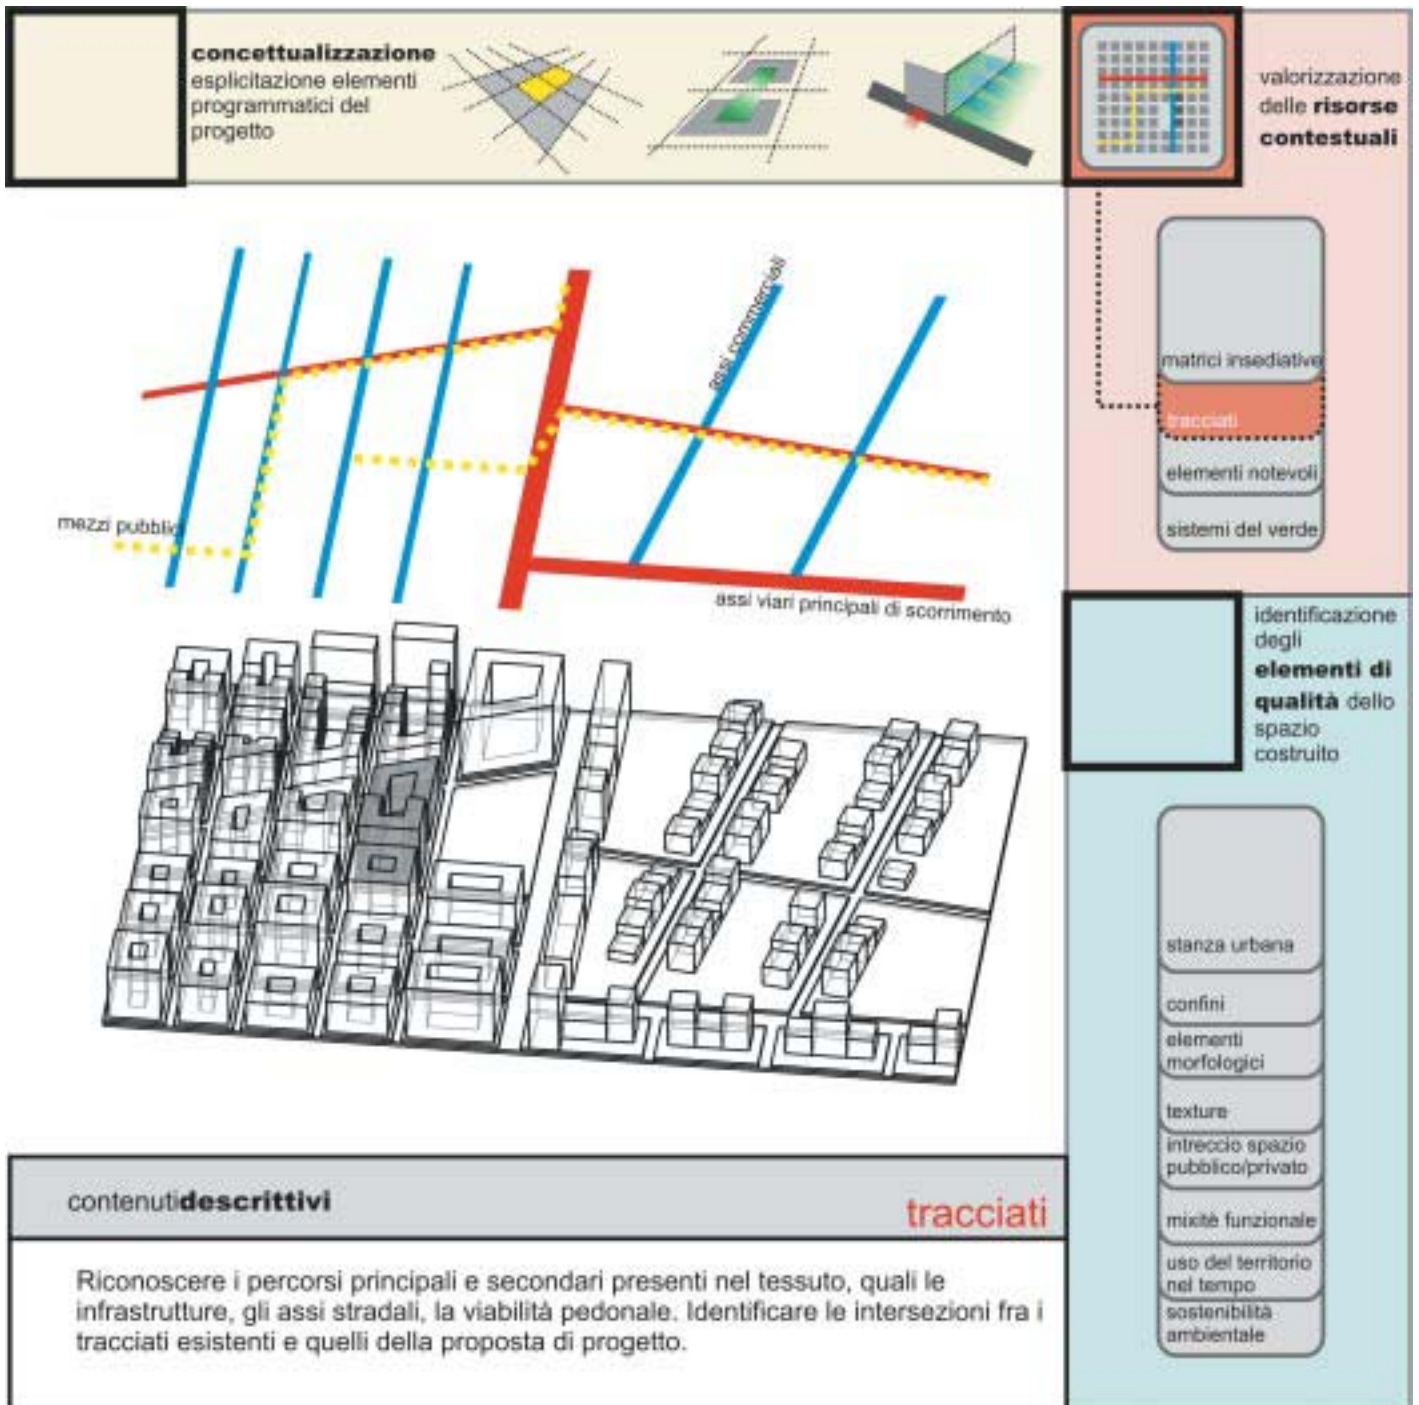 concettualizzazione
esplicitazione elementi
programmatici del
progetto
valorizzazione
delle risorse
contestuali
matrici insediative
tracciati
elementi notevoli
sistemi del verde
assi commerciali
mezzi pubblici
assi viari principali di scorrimento
identificazione
degli
elementi di
qualità dello
spazio
costruito
stanza urbana
confini
elementi
morfologici
texture
intreccio spazio
pubblico/privato
mixitè funzionale
uso del territorio
nel tempo
sostenibilità
ambientale
contenutidescrittivi
tracciati
Riconoscere i percorsi principali e secondari presenti nel tessuto, quali le
infrastrutture, gli assi stradali, la viabilità pedonale. Identificare le intersezioni fra i
tracciati esistenti e quelli della proposta di progetto.